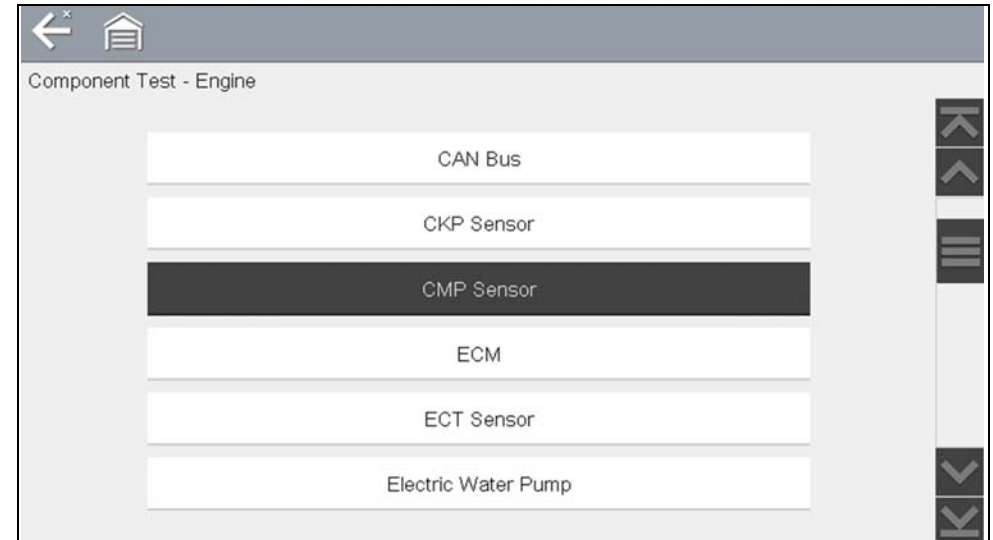 Component Test - Engine
CAN Bus
CKP Sensor
CMP Sensor
ECM
ECT Sensor
Electric Water Pump